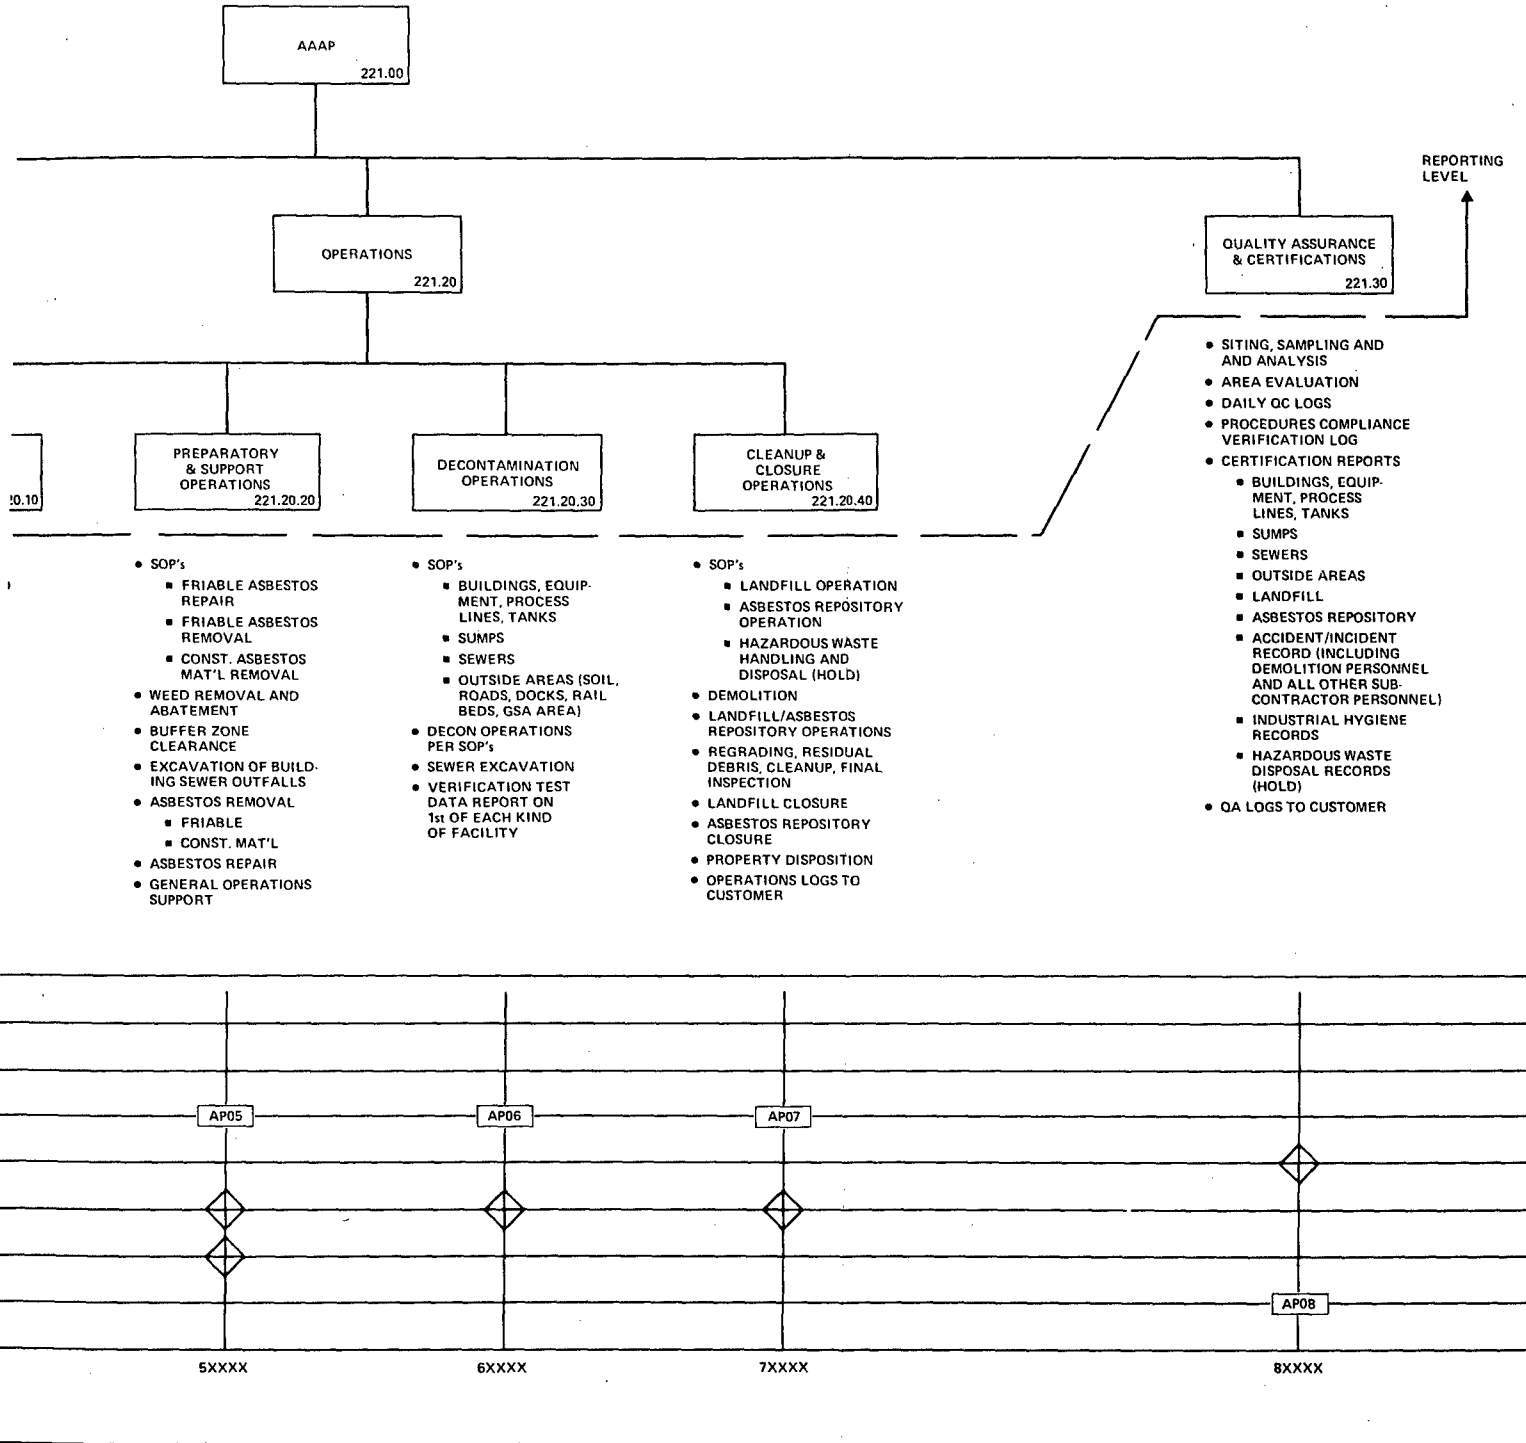 AAAP
221.00
REPORTING
LEVEL
OPERATIONS
221.20
QUALITY ASSURANCE
& CERTIFICATIONS
221.30
0.10
PREPARATORY
& SUPPORT
OPERATIONS
221.20.20
DECONTAMINATION
OPERATIONS
221.20.30
CLEANUP &
CLOSURE
OPERATIONS
221.20.40
• SOP's
▪ FRIABLE ASBESTOS
REPAIR
▪ FRIABLE ASBESTOS
REMOVAL
▪ CONST. ASBESTOS
MAT'L REMOVAL
• WEED REMOVAL AND
ABATEMENT
• BUFFER ZONE
CLEARANCE
• EXCAVATION OF BUILD-
ING SEWER OUTFALLS
• ASBESTOS REMOVAL
▪ FRIABLE
▪ CONST. MAT'L
• ASBESTOS REPAIR
• GENERAL OPERATIONS
SUPPORT
• SOP's
▪ BUILDINGS, EQUIP-
MENT, PROCESS
LINES, TANKS
▪ SUMPS
▪ SEWERS
▪ OUTSIDE AREAS (SOIL,
ROADS, DOCKS, RAIL
BEDS, GSA AREA)
• DECON OPERATIONS
PER SOP's
• SEWER EXCAVATION
• VERIFICATION TEST
DATA REPORT ON
1st OF EACH KIND
OF FACILITY
• SOP's
▪ LANDFILL OPERATION
▪ ASBESTOS REPOSITORY
OPERATION
▪ HAZARDOUS WASTE
HANDLING AND
DISPOSAL (HOLD)
• DEMOLITION
• LANDFILL/ASBESTOS
REPOSITORY OPERATIONS
• REGRADING, RESIDUAL
DEBRIS, CLEANUP, FINAL
INSPECTION
• LANDFILL CLOSURE
• ASBESTOS REPOSITORY
CLOSURE
• PROPERTY DISPOSITION
• OPERATIONS LOGS TO
CUSTOMER
• SITING, SAMPLING AND
AND ANALYSIS
• AREA EVALUATION
• DAILY QC LOGS
• PROCEDURES COMPLIANCE
VERIFICATION LOG
• CERTIFICATION REPORTS
▪ BUILDINGS, EQUIP-
MENT, PROCESS
LINES, TANKS
▪ SUMPS
▪ SEWERS
▪ OUTSIDE AREAS
▪ LANDFILL
▪ ASBESTOS REPOSITORY
▪ ACCIDENT/INCIDENT
RECORD (INCLUDING
DEMOLITION PERSONNEL
AND ALL OTHER SUB-
CONTRACTOR PERSONNEL)
▪ INDUSTRIAL HYGIENE
RECORDS
▪ HAZARDOUS WASTE
DISPOSAL RECORDS
(HOLD)
• QA LOGS TO CUSTOMER
AP05
AP06
AP07
AP08
5XXXX
6XXXX
7XXXX
8XXXX